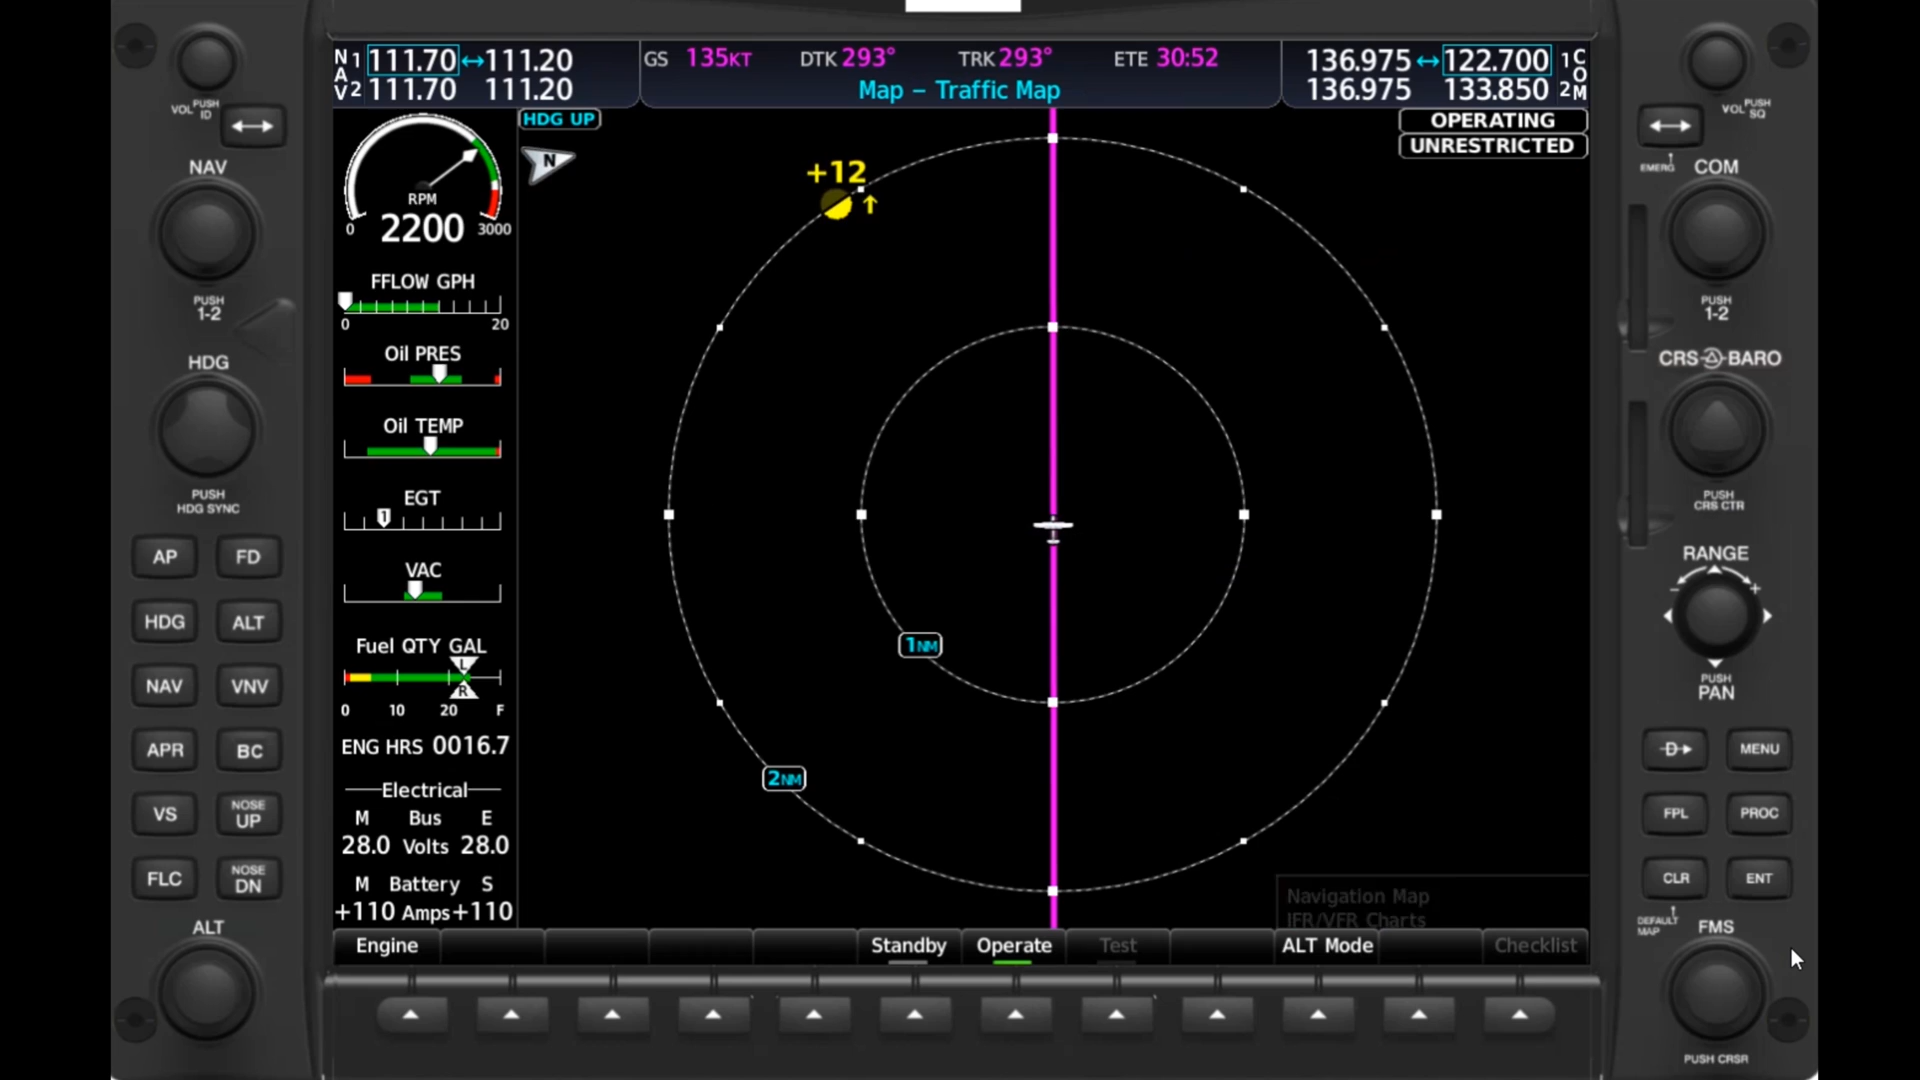 N 1 111.70 ↔ 111.20
A
V 2 111.70 111.20
GS 135KT DTK 293° TRK 293° ETE 30:52
Map – Traffic Map
136.975 ↔ 122.700 1 C
O
136.975 133.850 2 M
VOL PUSH ID
NAV
PUSH
1-2
HDG
PUSH
HDG SYNC
AP FD
HDG ALT
NAV VNV
APR BC
VS NOSE UP
FLC NOSE DN
ALT
RPM
2200
0 3000
FFLOW GPH
0 20
Oil PRES
Oil TEMP
EGT
1
VAC
Fuel QTY GAL
L
R
0 10 20 F
ENG HRS 0016.7
Electrical
M Bus E
28.0 Volts 28.0
M Battery S
+110 Amps +110
HDG UP
N
OPERATING
UNRESTRICTED
+12
1NM
2NM
Navigation Map
IFR/VFR Charts
Engine Standby Operate Test ALT Mode Checklist
VOL PUSH SQ
EMERG
COM
PUSH
1-2
CRS BARO
PUSH
CRS CTR
RANGE
- +
PUSH
PAN
D MENU
FPL PROC
CLR ENT
DEFAULT MAP
FMS
PUSH CRSR